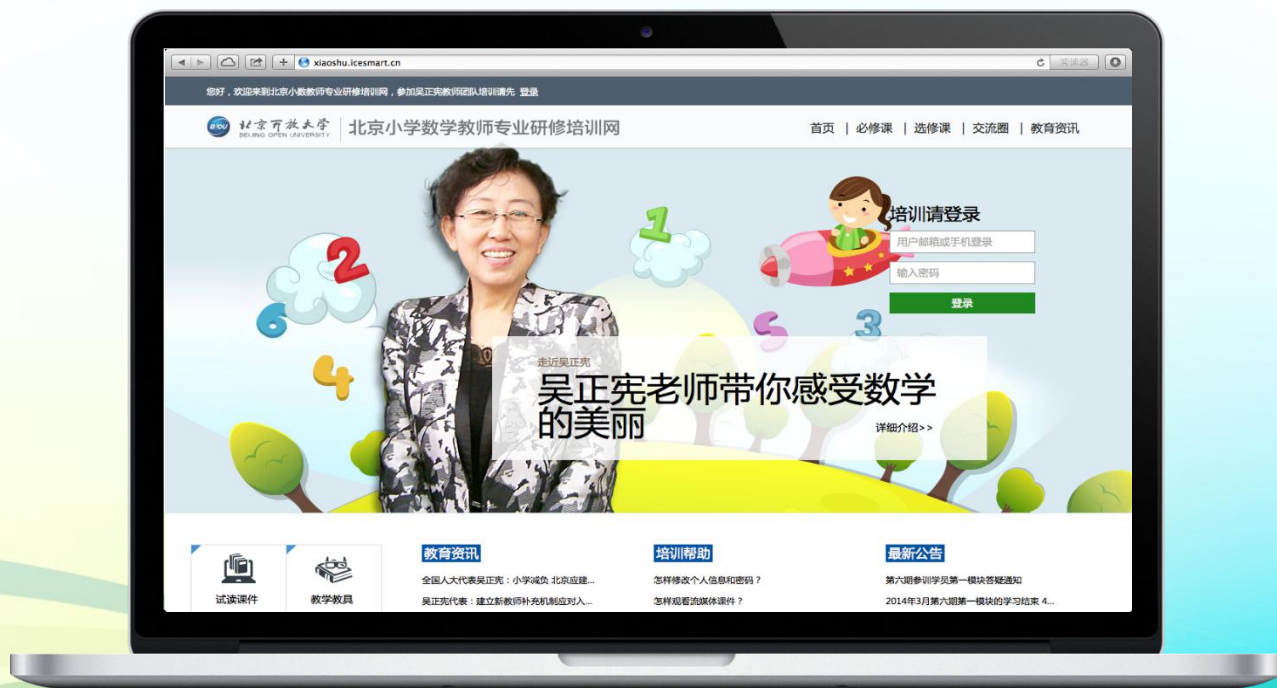 xiaoshu.icesmart.cn
阅读器
您好，欢迎来到北京小数教师专业研修培训网，参加吴正宪教师团队培训请先 登录
BOU 北京开放大学 北京小学数学教师专业研修培训网
BEIJING OPEN UNIVERSITY
首页 | 必修课 | 选修课 | 交流圈 | 教育资讯
培训请登录
用户邮箱或手机登录
输入密码
登录
1
2
6
4
5
3
走近吴正宪
吴正宪老师带你感受数学
的美丽
详细介绍>>
试读课件
教学教具
教育资讯
全国人大代表吴正宪：小学减负 北京应建...
吴正宪代表：建立新教师补充机制应对入...
培训帮助
怎样修改个人信息和密码？
怎样观看流媒体课件？
最新公告
第六期参训学员第一模块答疑通知
2014年3月第六期第一模块的学习结束 4...